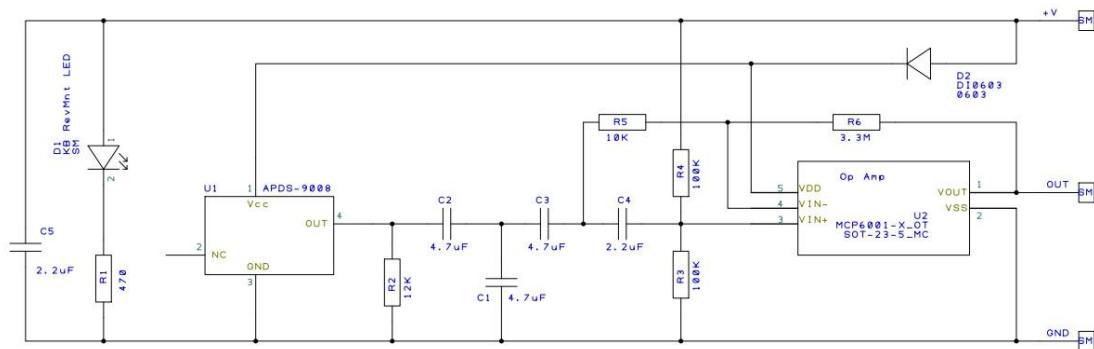 +V
SM
D1
KB RevMnt LED
SM
1
2
D2
DI0603
0603
R5
10K
R6
3.3M
R4
100K
Op Amp
5
VDD
4
VIN-
3
VIN+
VOUT
1
VSS
2
U2
MCP6001-X_OT
SOT-23-5_MC
OUT
SM
U1
APDS-9008
1
Vcc
OUT
4
2
NC
GND
3
C2
4.7uF
C3
4.7uF
C4
2.2uF
C5
2.2uF
R1
470
R2
12K
C1
4.7uF
R3
100K
GND
SM